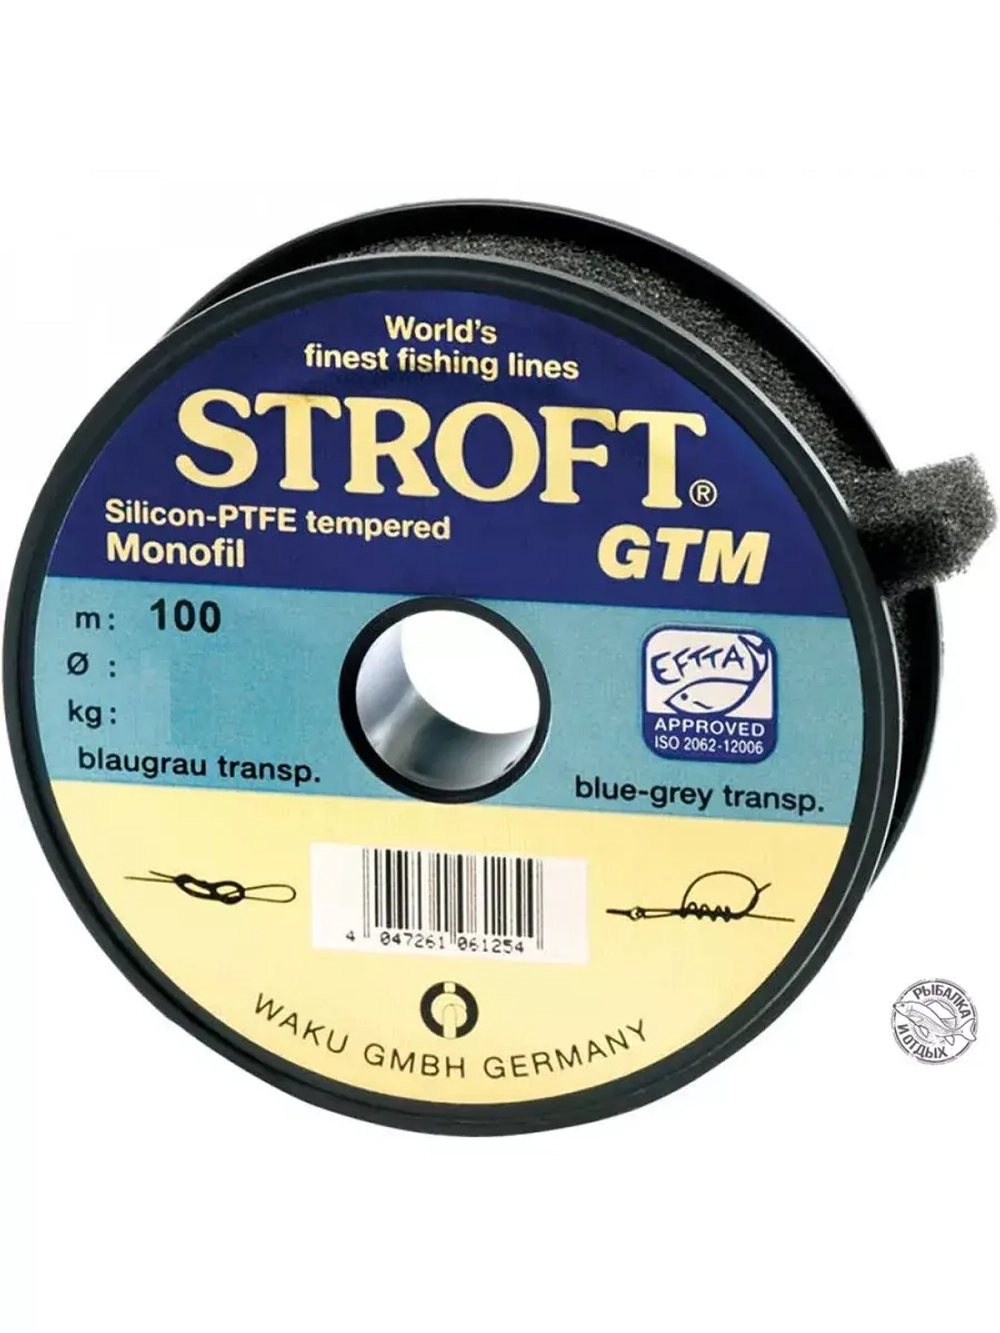 World's
finest fishing lines
STROFT®
Silicon-PTFE tempered
Monofil
GTM
m: 100
Ø :
kg:
blaugrau transp.
EFTTA
APPROVED
ISO 2062-12006
blue-grey transp.
4 047261 061254
WAKU GMBH GERMANY
РЫБАЛКА
И ОТДЫХ